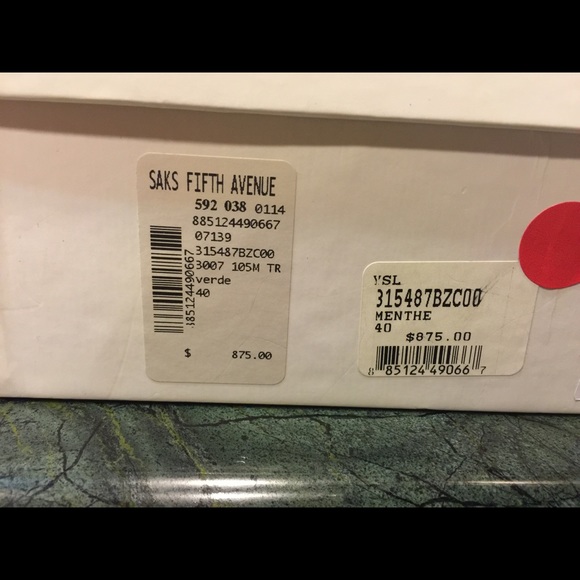 SAKS FIFTH AVENUE
592 038 0114
885124490667
07139
315487BZC00
3007 105M TR
verde
40
$ 875.00
885124490667
YSL
315487BZC00
MENTHE
40
$875.00
8 85124 49066 7